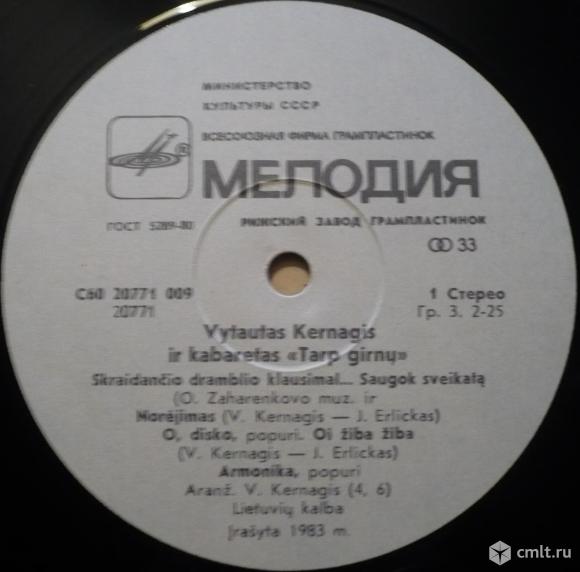 МИНИСТЕРСТВО
КУЛЬТУРЫ СССР
ВСЕСОЮЗНАЯ ФИРМА ГРАМПЛАСТИНОК
МЕЛОДИЯ
®
ГОСТ 5289-80
РИЖСКИЙ ЗАВОД ГРАМПЛАСТИНОК
33
С60 20771 009
20771
1 Стерео
Гр. 3. 2-25
Vytautas Kernagis
ir kabaretas «Tarp girnų»
Skraidančio dramblio klausimai... Saugok sveikatą
(O. Zaharenkovo muz. ir
Norėjimas (V. Kernagis — J. Erlickas)
O, disko, popuri. Oi žiba žiba
(V. Kernagis — J. Erlickas)
Armonika, popuri
Aranž. V. Kernagis (4, 6)
Lietuvių kalba
Įrašyta 1983 m.
cmlt.ru